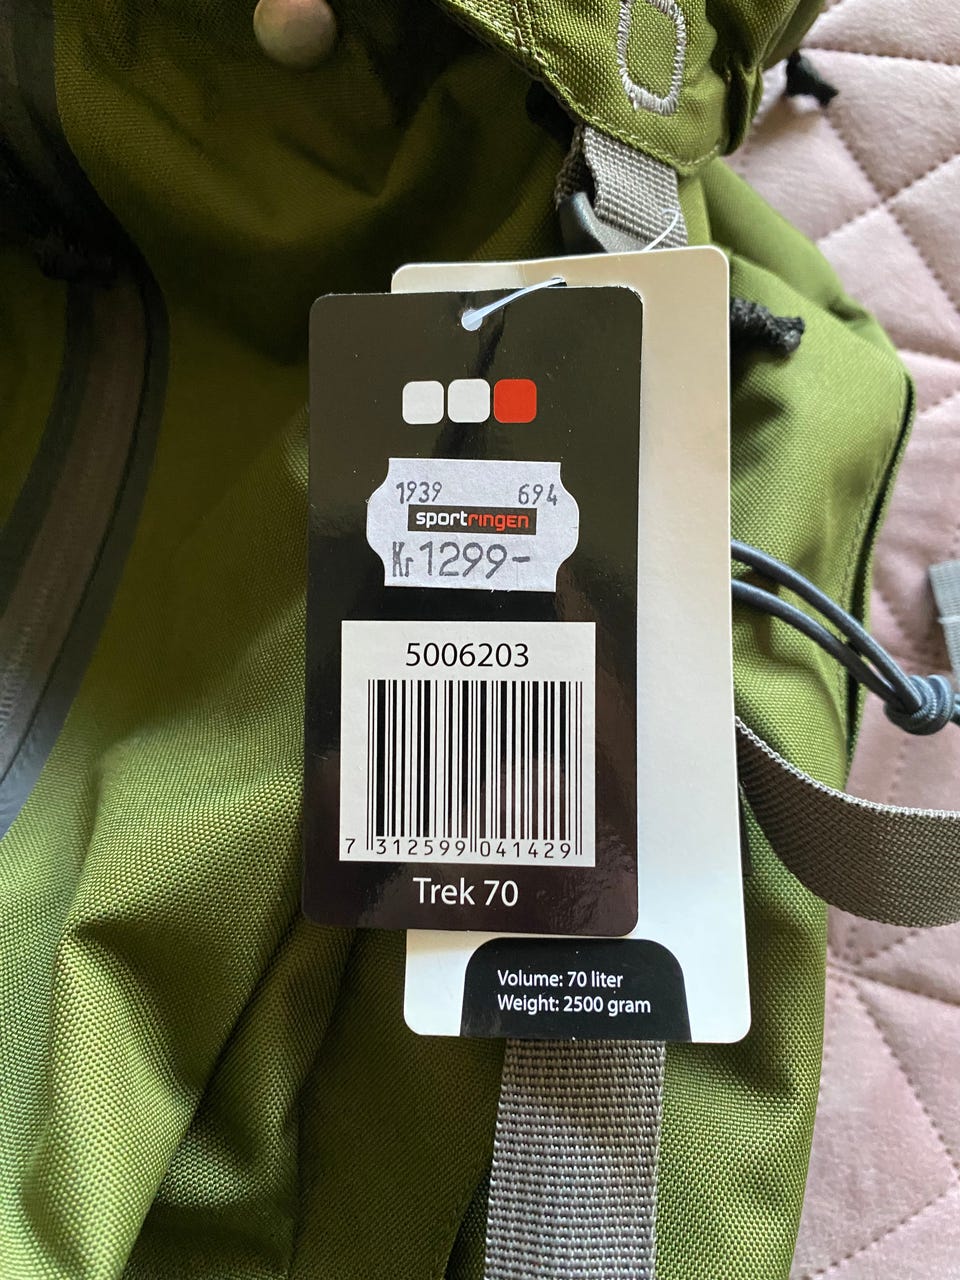 1939 694
sportringen
Kr 1299-
5006203
7 312599 041429
Trek 70
Volume: 70 liter
Weight: 2500 gram